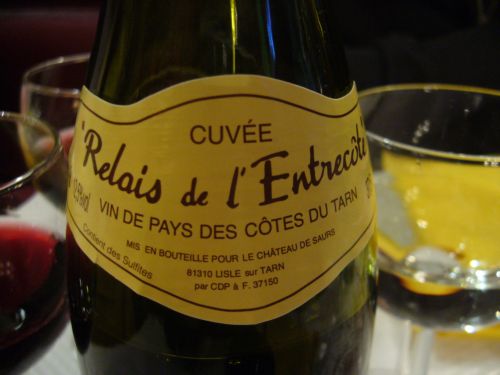 CUVÉE
"Relais de l'Entrecôte
VIN DE PAYS DES CÔTES DU TARN
MIS EN BOUTEILLE POUR LE CHÂTEAU DE SAURS
81310 LISLE sur TARN
par CDP à F. 37150
Contient des Sulfites